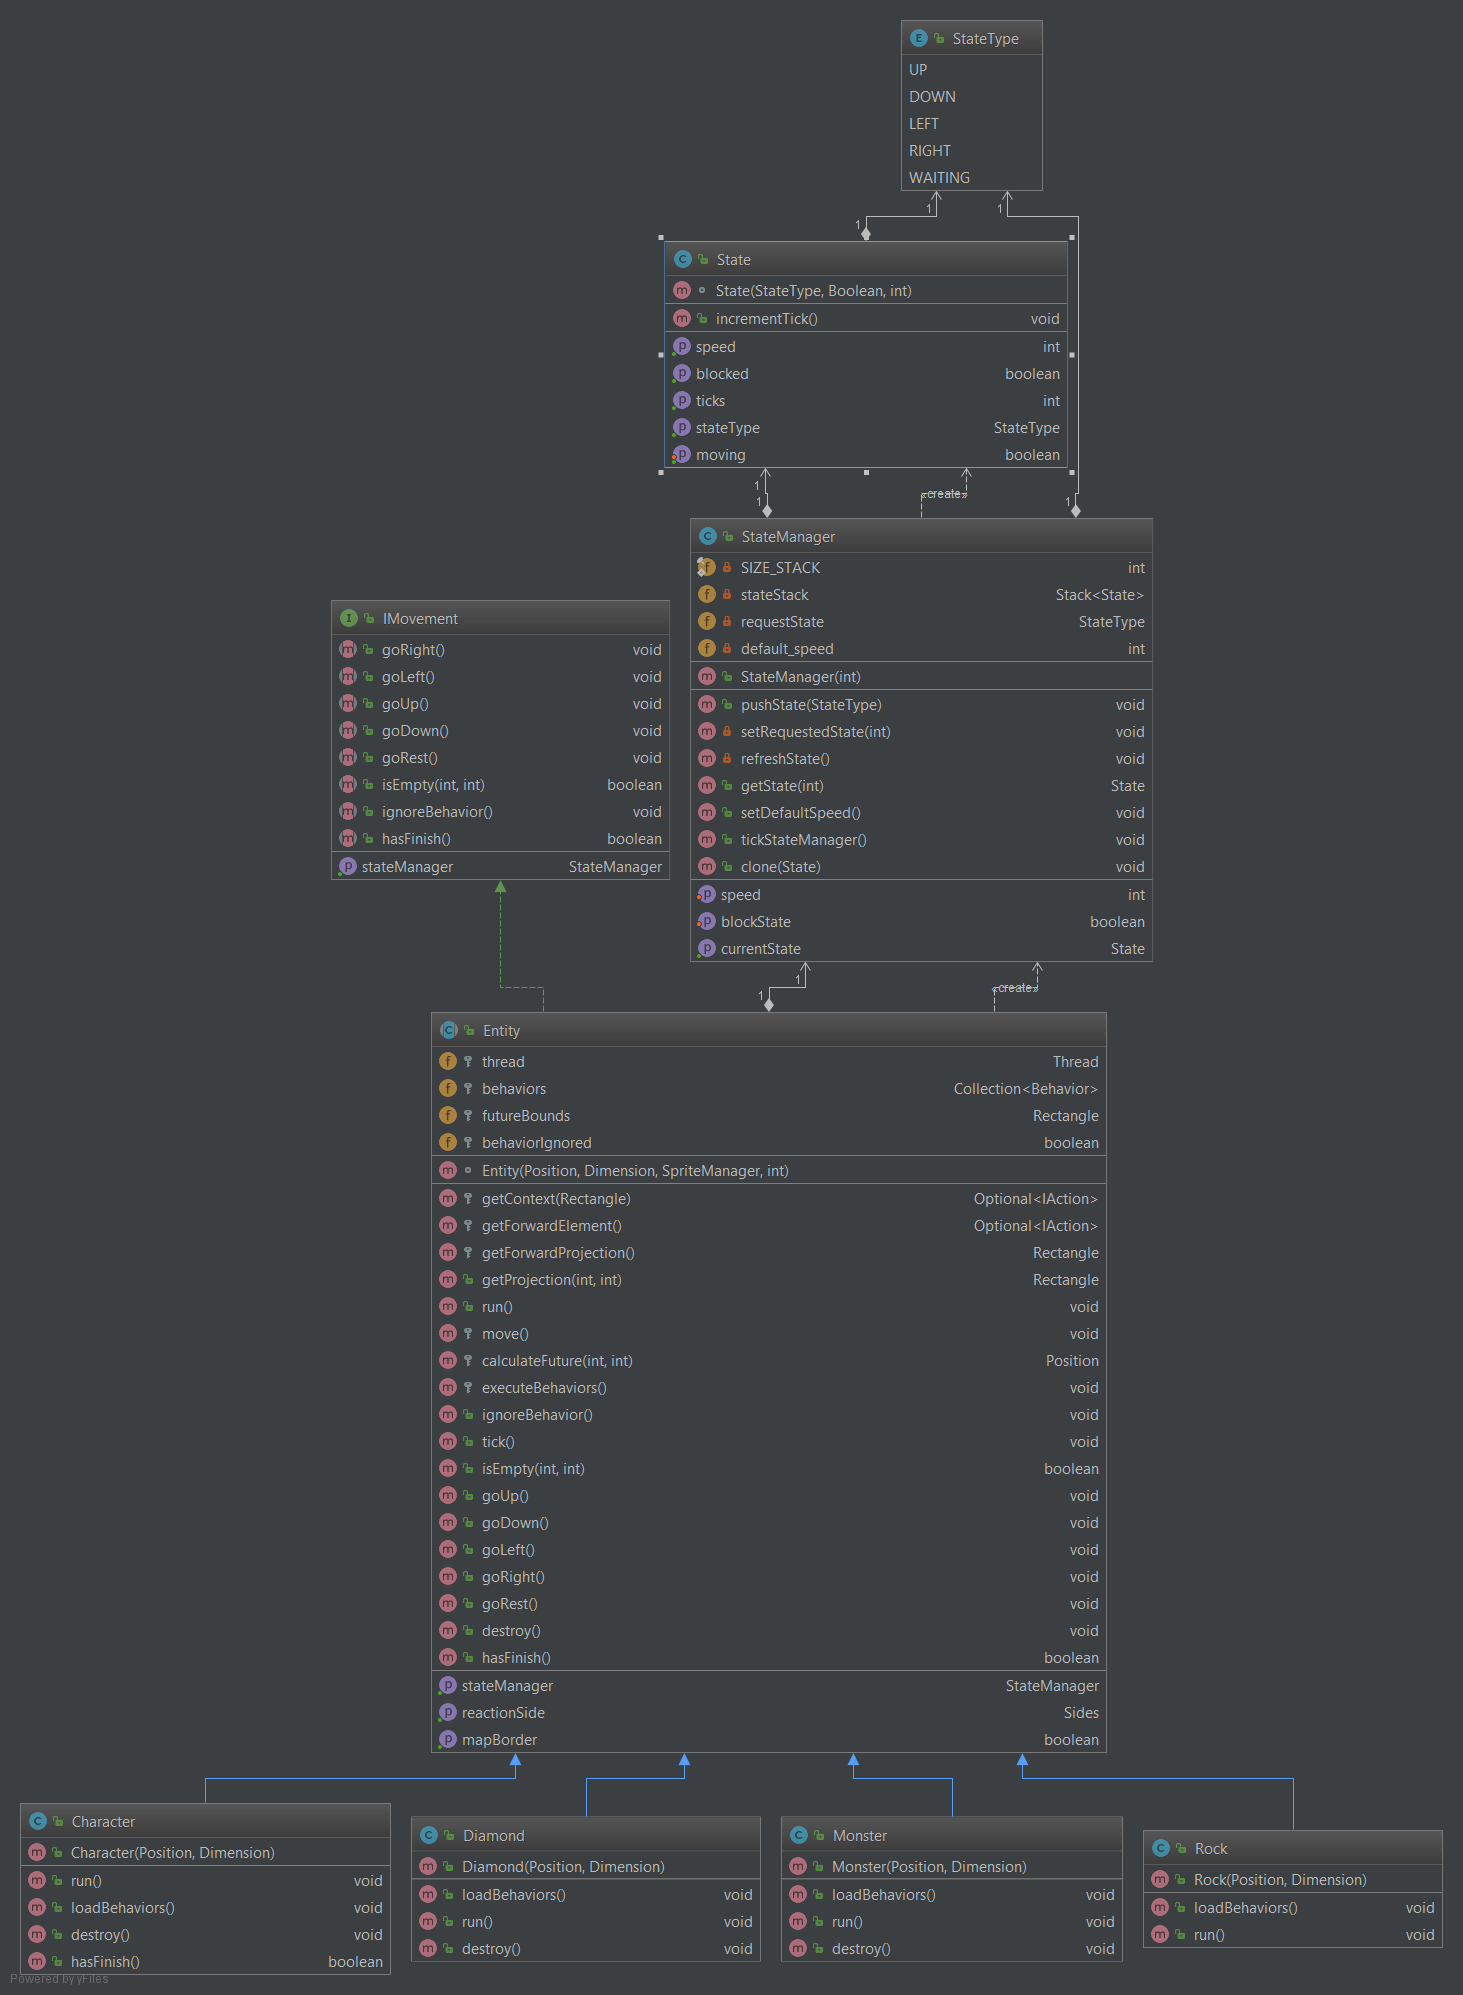 StateType
UP
DOWN
LEFT
RIGHT
WAITING
1
1
1
State
State(StateType, Boolean, int)
incrementTick() void
speed int
blocked boolean
ticks int
stateType StateType
moving boolean
1
«create»
1
1
StateManager
SIZE_STACK int
stateStack Stack<State>
requestState StateType
default_speed int
StateManager(int)
pushState(StateType) void
setRequestedState(int) void
refreshState() void
getState(int) State
setDefaultSpeed() void
tickStateManager() void
clone(State) void
speed int
blockState boolean
currentState State
IMovement
goRight() void
goLeft() void
goUp() void
goDown() void
goRest() void
isEmpty(int, int) boolean
ignoreBehavior() void
hasFinish() boolean
stateManager StateManager
1
«create»
1
Entity
thread Thread
behaviors Collection<Behavior>
futureBounds Rectangle
behaviorIgnored boolean
Entity(Position, Dimension, SpriteManager, int)
getContext(Rectangle) Optional<IAction>
getForwardElement() Optional<IAction>
getForwardProjection() Rectangle
getProjection(int, int) Rectangle
run() void
move() void
calculateFuture(int, int) Position
executeBehaviors() void
ignoreBehavior() void
tick() void
isEmpty(int, int) boolean
goUp() void
goDown() void
goLeft() void
goRight() void
goRest() void
destroy() void
hasFinish() boolean
stateManager StateManager
reactionSide Sides
mapBorder boolean
Character
Character(Position, Dimension)
run() void
loadBehaviors() void
destroy() void
hasFinish() boolean
Diamond
Diamond(Position, Dimension)
loadBehaviors() void
run() void
destroy() void
Monster
Monster(Position, Dimension)
loadBehaviors() void
run() void
destroy() void
Rock
Rock(Position, Dimension)
loadBehaviors() void
run() void
Powered by yFiles